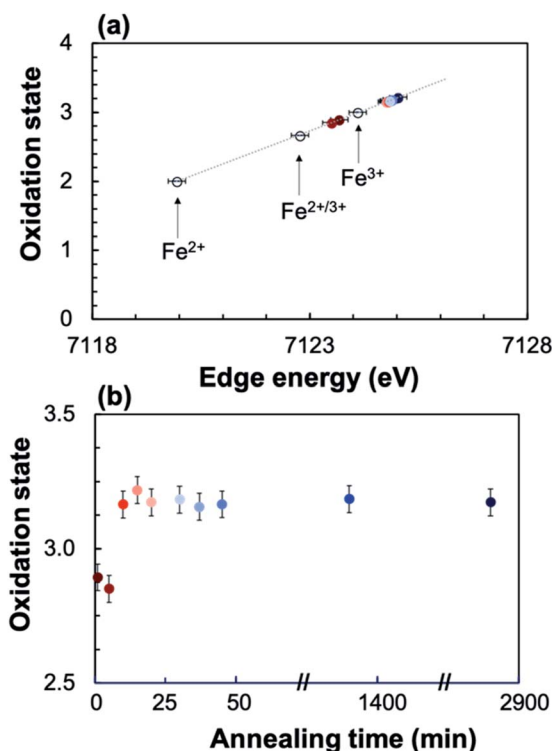 (a)
Oxidation state
4
3
2
1
0
Fe2+
Fe2+/3+
Fe3+
7118
7123
7128
Edge energy (eV)
(b)
Oxidation state
3.5
3.0
2.5
0
25
50
//
1400
//
2900
Annealing time (min)